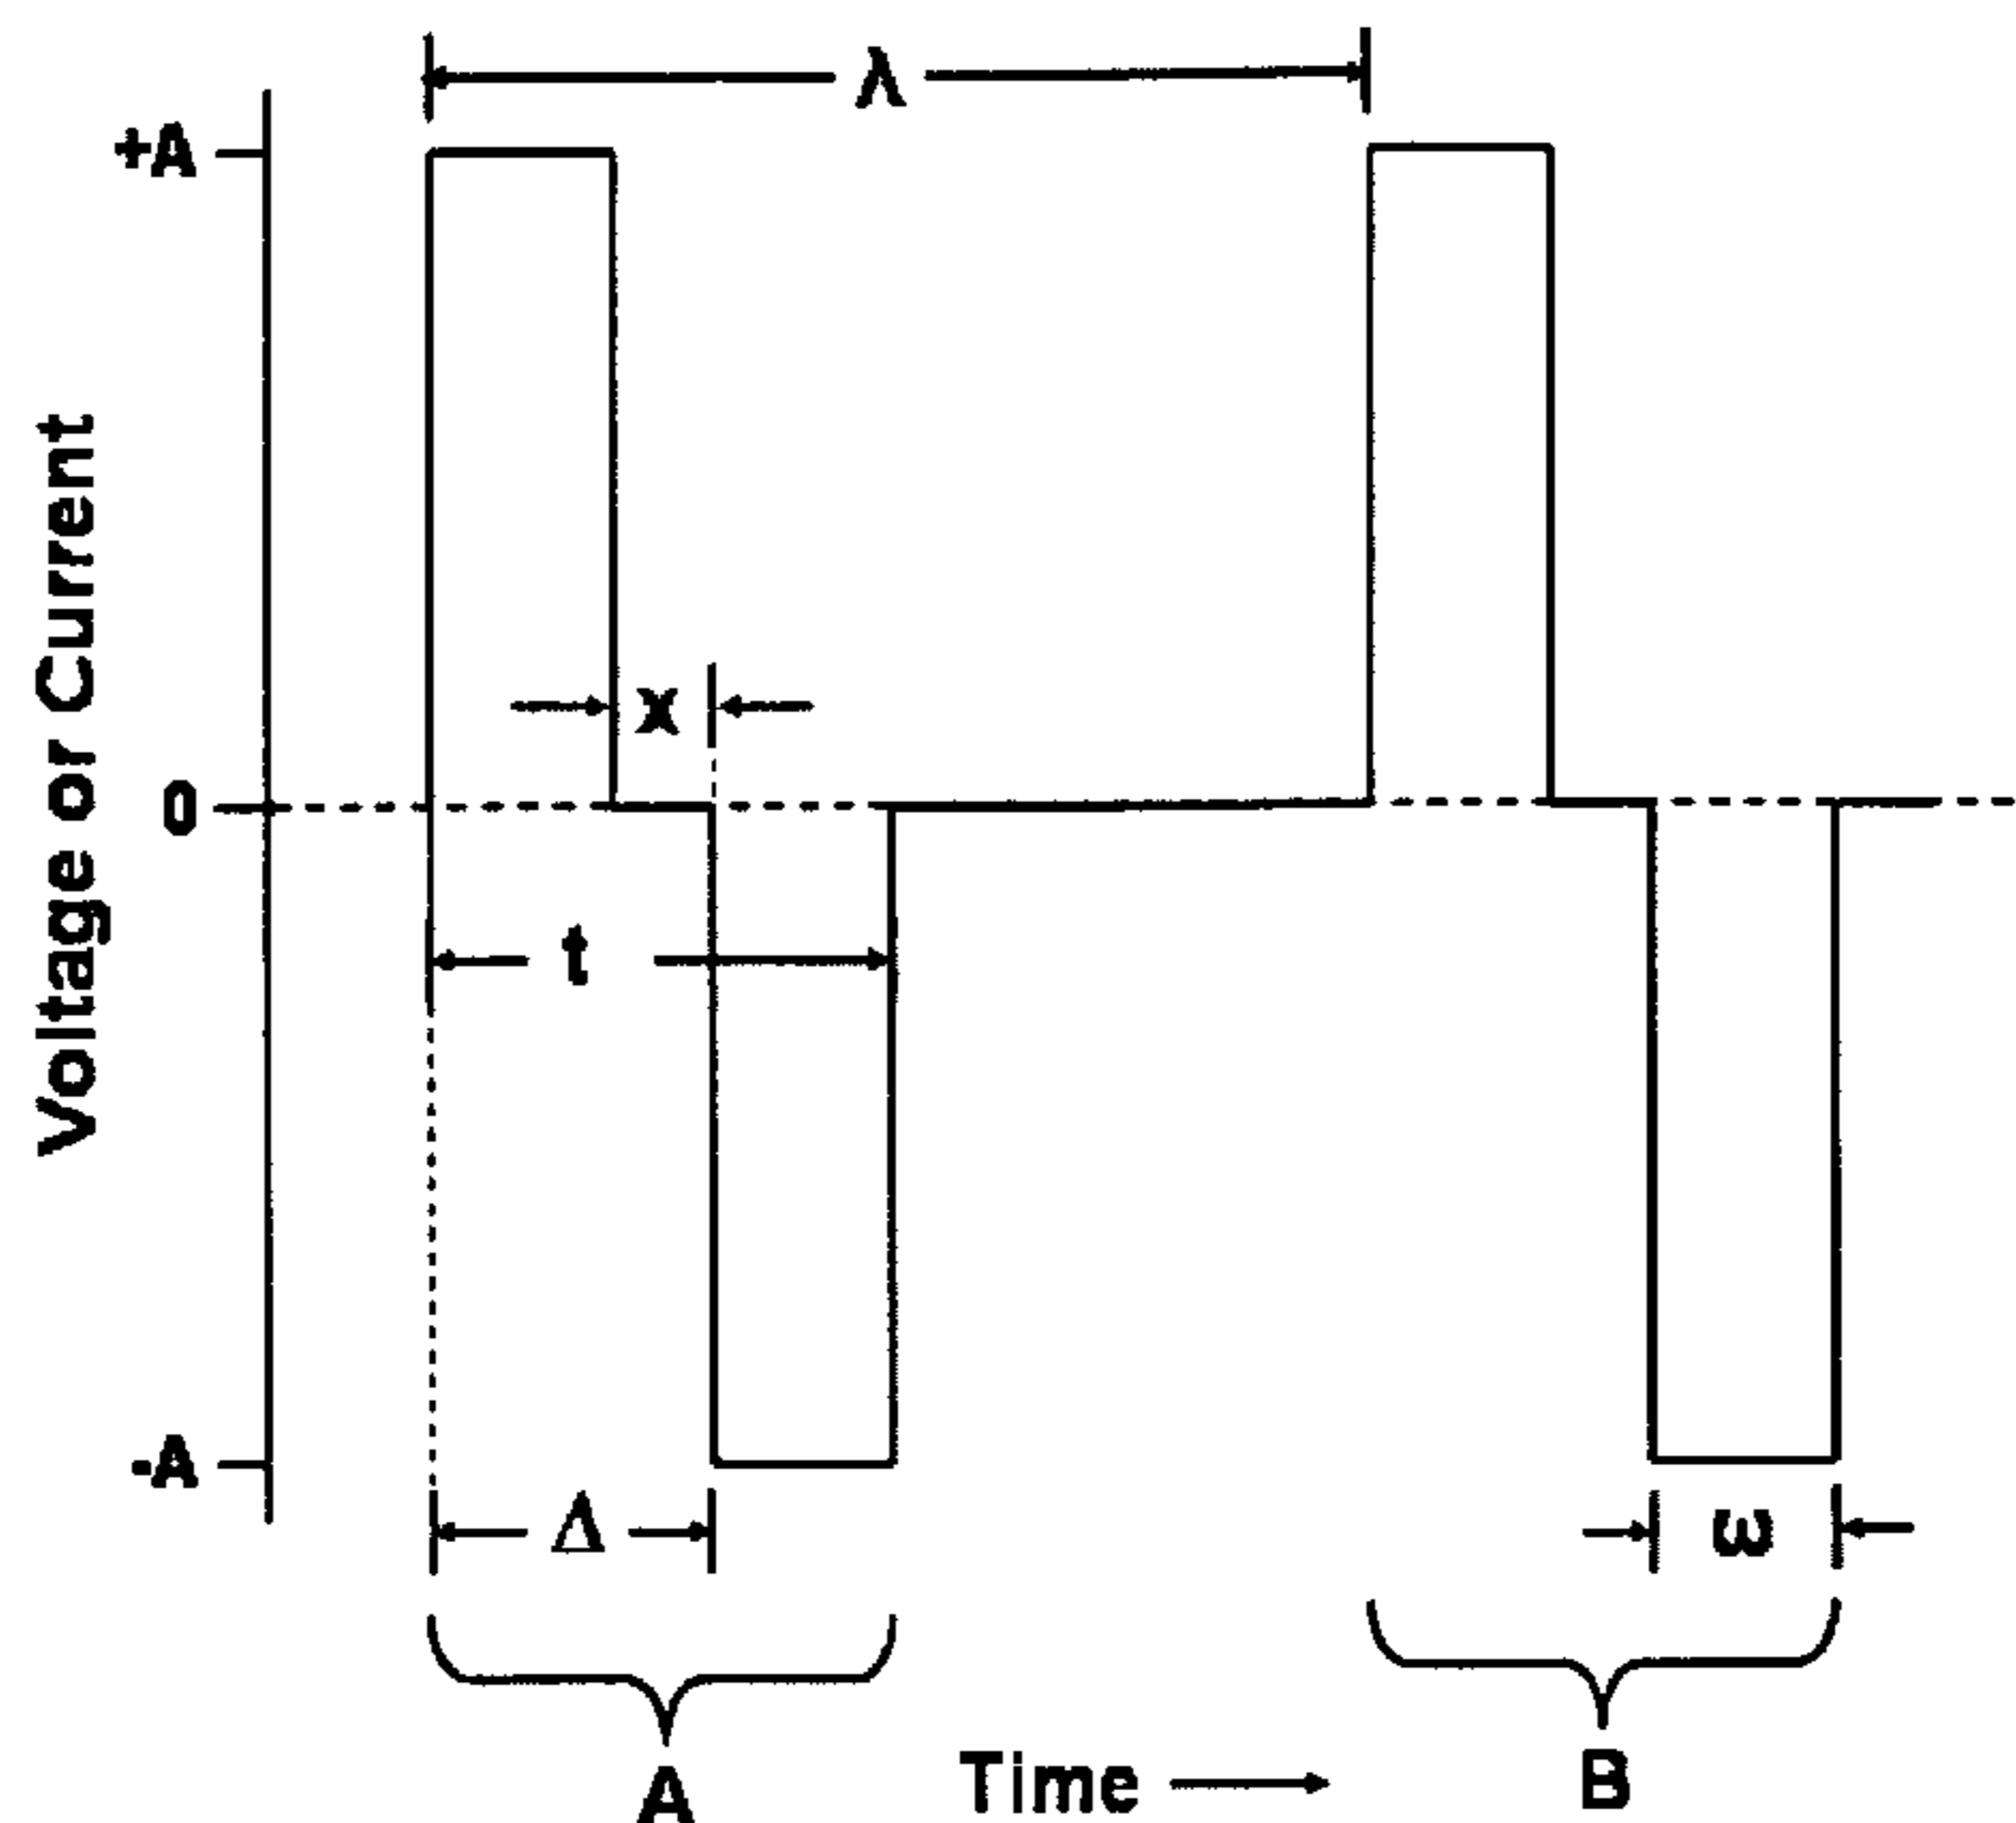 λ
+A
Voltage or Current
x
0
t
-A
Δ
ω
A
Time
B